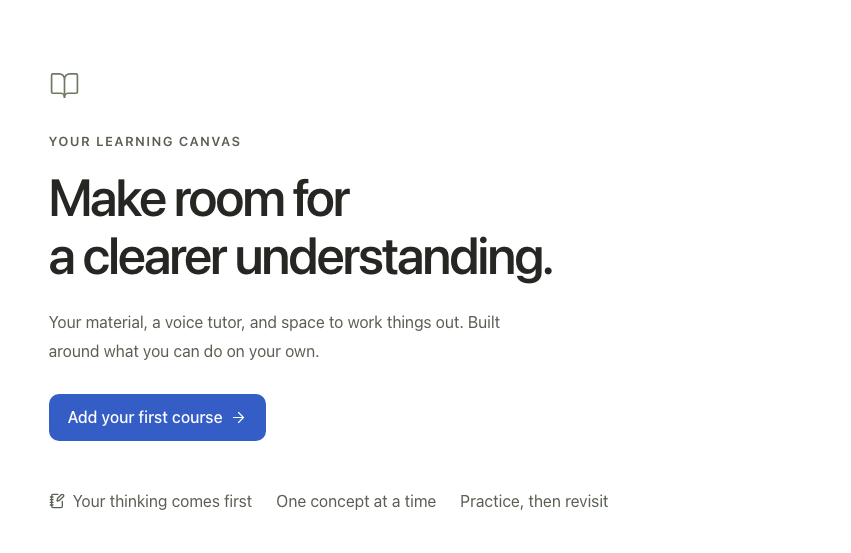 YOUR LEARNING CANVAS
Make room for
a clearer understanding.
Your material, a voice tutor, and space to work things out. Built
around what you can do on your own.
Add your first course →
Your thinking comes first One concept at a time Practice, then revisit